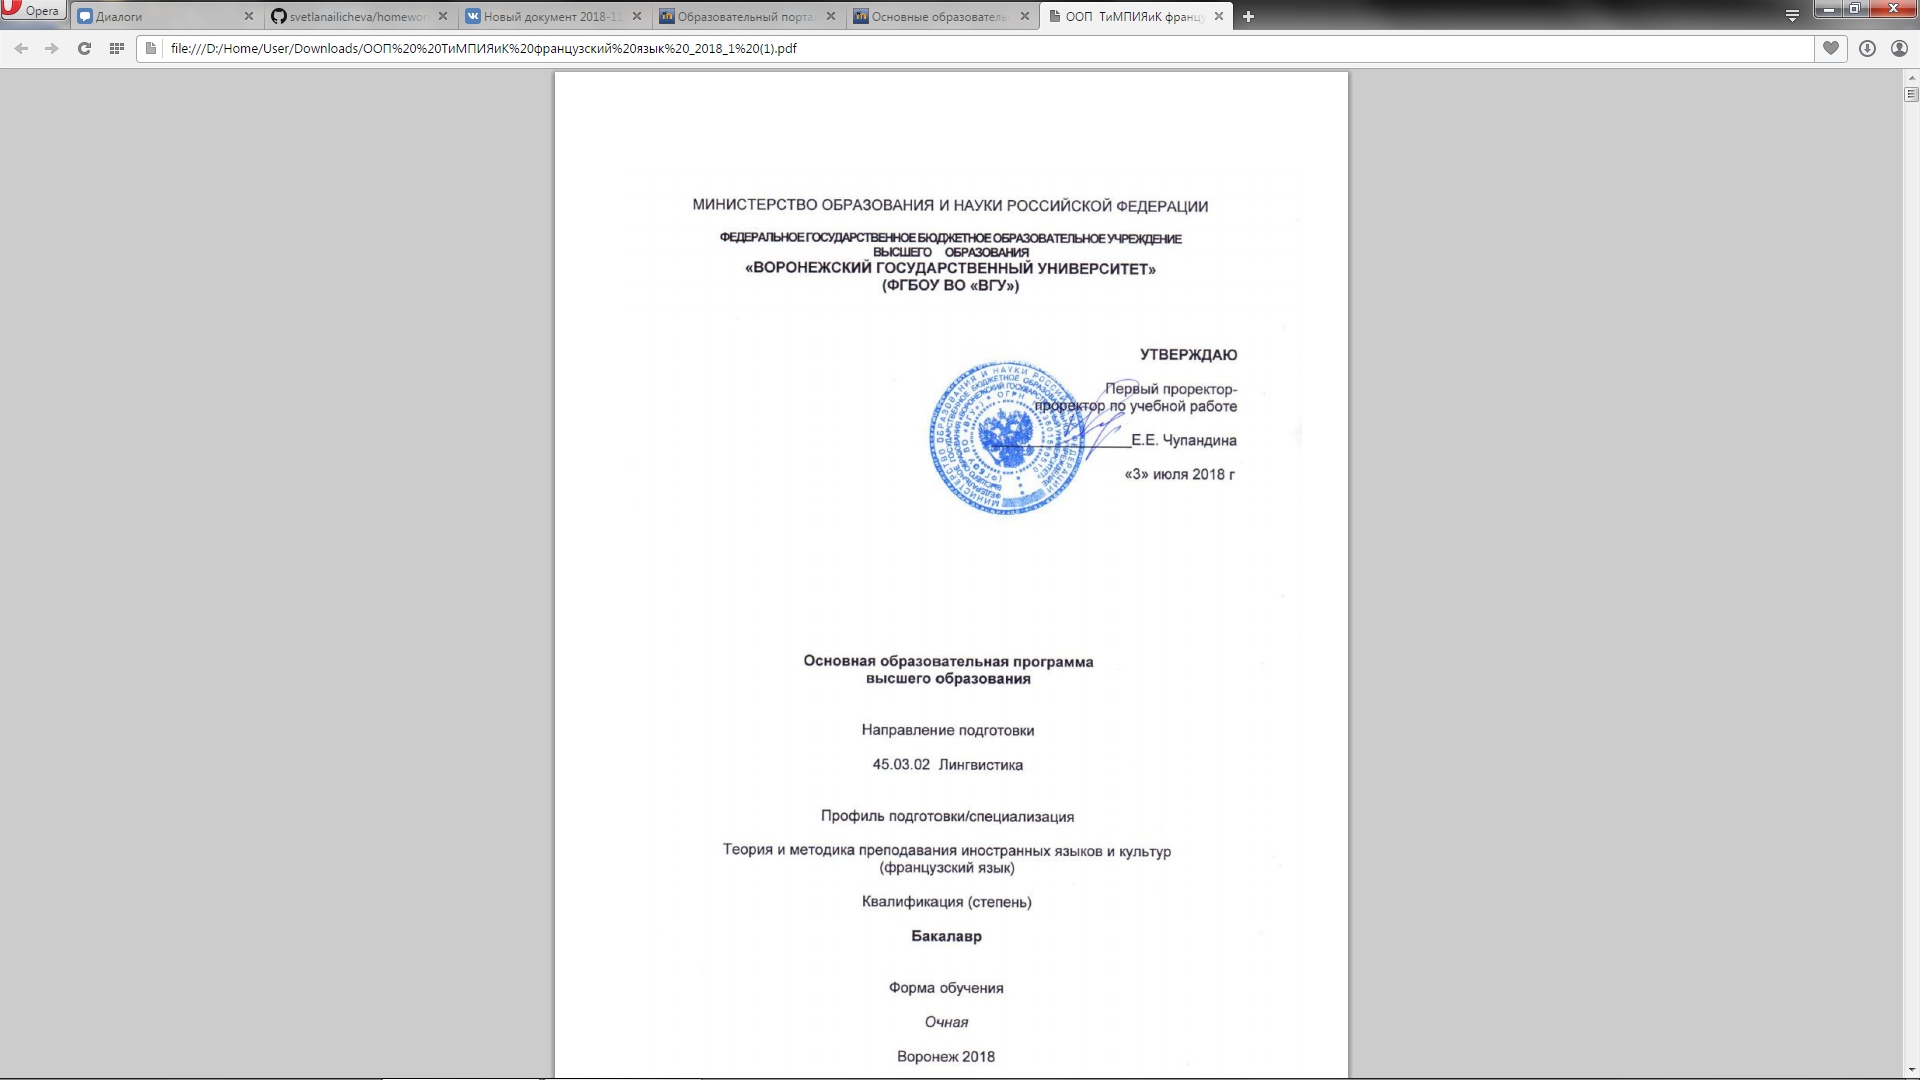 Opera
Диалоги
svetlanailicheva/homewor
Новый документ 2018-11
Образовательный портал
Основные образователь
ООП ТиМПИЯиК францу
file:///D:/Home/User/Downloads/ООП%20%20ТиМПИЯиК%20французский%20язык%20_2018_1%20(1).pdf
МИНИСТЕРСТВО ОБРАЗОВАНИЯ И НАУКИ РОССИЙСКОЙ ФЕДЕРАЦИИ
ФЕДЕРАЛЬНОЕ ГОСУДАРСТВЕННОЕ БЮДЖЕТНОЕ ОБРАЗОВАТЕЛЬНОЕ УЧРЕЖДЕНИЕ
ВЫСШЕГО ОБРАЗОВАНИЯ
«ВОРОНЕЖСКИЙ ГОСУДАРСТВЕННЫЙ УНИВЕРСИТЕТ»
(ФГБОУ ВО «ВГУ»)
УТВЕРЖДАЮ
Первый проректор-
проректор по учебной работе
Е.Е. Чупандина
«3» июля 2018 г
Основная образовательная программа
высшего образования
Направление подготовки
45.03.02 Лингвистика
Профиль подготовки/специализация
Теория и методика преподавания иностранных языков и культур
(французский язык)
Квалификация (степень)
Бакалавр
Форма обучения
Очная
Воронеж 2018